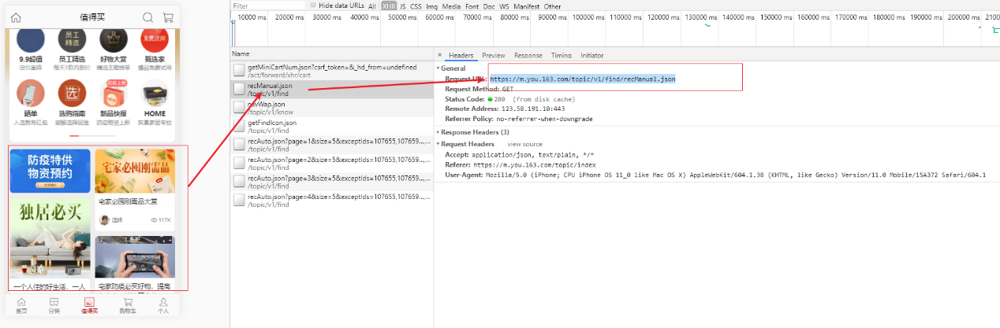 值得买
员工
精选
免费试用
9.9超值
员工精选
好物大赏
甄选家
定价直降
每天1款内部价
精选主题榜单
爆品免费试用
选
防疫上新
晒单
选购指南
新品快报
HOME
入选就有红包
破解选择困难
防疫物资上新
实景家居专栏
防疫特供
物资预约
宅家必囤刚需品
宅家必囤刚需品大赏
117K
独居必买
一个人住的好生活，一人
宅家防疫必买好物，提高
首页
分类
值得买
购物车
个人
Filter
Hide data URLs
All
XHR
JS
CSS
Img
Media
Font
Doc
WS
Manifest
Other
10000 ms
20000 ms
30000 ms
40000 ms
50000 ms
60000 ms
70000 ms
80000 ms
90000 ms
100000 ms
110000 ms
120000 ms
130000 ms
140000 ms
150000 ms
160000 ms
170000 ms
180000 ms
190000 ms
200000 ms
2100
Name
getMiniCartNum.json?csrf_token=&_hd_from=undefined
/act/forward/xhr/cart
recManual.json
/topic/v1/find
navWap.json
/topic/v1/know
getFindIcon.json
/topic/v1/find
recAuto.json?page=1&size=5&exceptIds=107655,107659...,...
/topic/v1/find
recAuto.json?page=2&size=5&exceptIds=107655,107659...,...
/topic/v1/find
recAuto.json?page=3&size=5&exceptIds=107655,107659...,...
/topic/v1/find
recAuto.json?page=4&size=5&exceptIds=107655,107659...,...
/topic/v1/find
× Headers Preview Response Timing Initiator
General
Request URL: https://m.you.163.com/topic/v1/find/recManual.json
Request Method: GET
Status Code: 200 (from disk cache)
Remote Address: 123.58.191.10:443
Referrer Policy: no-referrer-when-downgrade
Response Headers (3)
Request Headers view source
Accept: application/json, text/plain, */*
Referer: https://m.you.163.com/topic/index
User-Agent: Mozilla/5.0 (iPhone; CPU iPhone OS 11_0 like Mac OS X) AppleWebKit/604.1.38 (KHTML, like Gecko) Version/11.0 Mobile/15A372 Safari/604.1